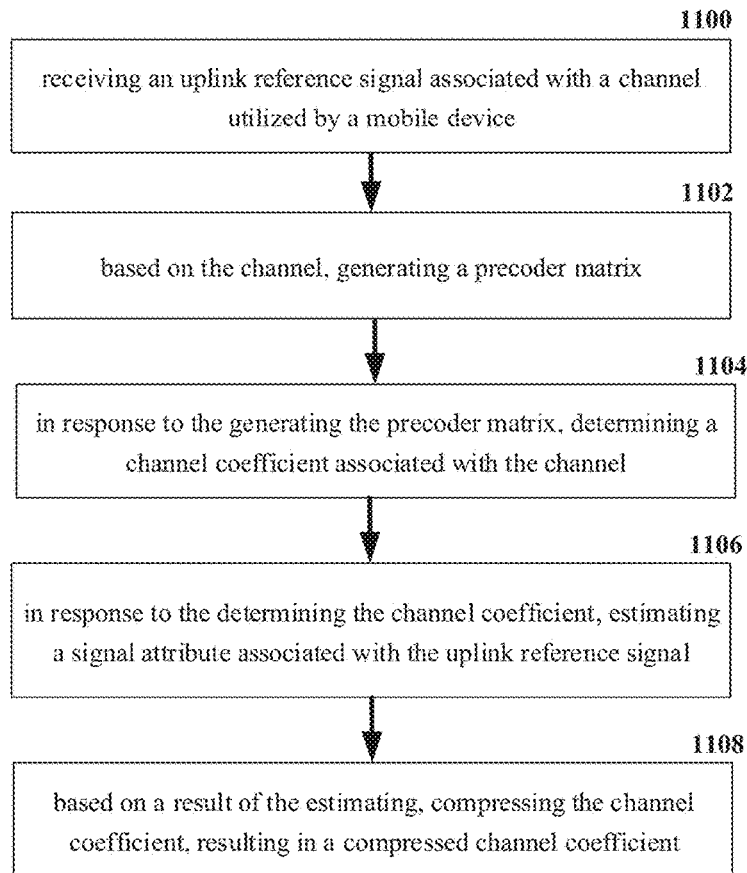 1100
receiving an uplink reference signal associated with a channel
utilized by a mobile device
1102
based on the channel, generating a precoder matrix
1104
in response to the generating the precoder matrix, determining a
channel coefficient associated with the channel
1106
in response to the determining the channel coefficient, estimating
a signal attribute associated with the uplink reference signal
1108
based on a result of the estimating, compressing the channel
coefficient, resulting in a compressed channel coefficient